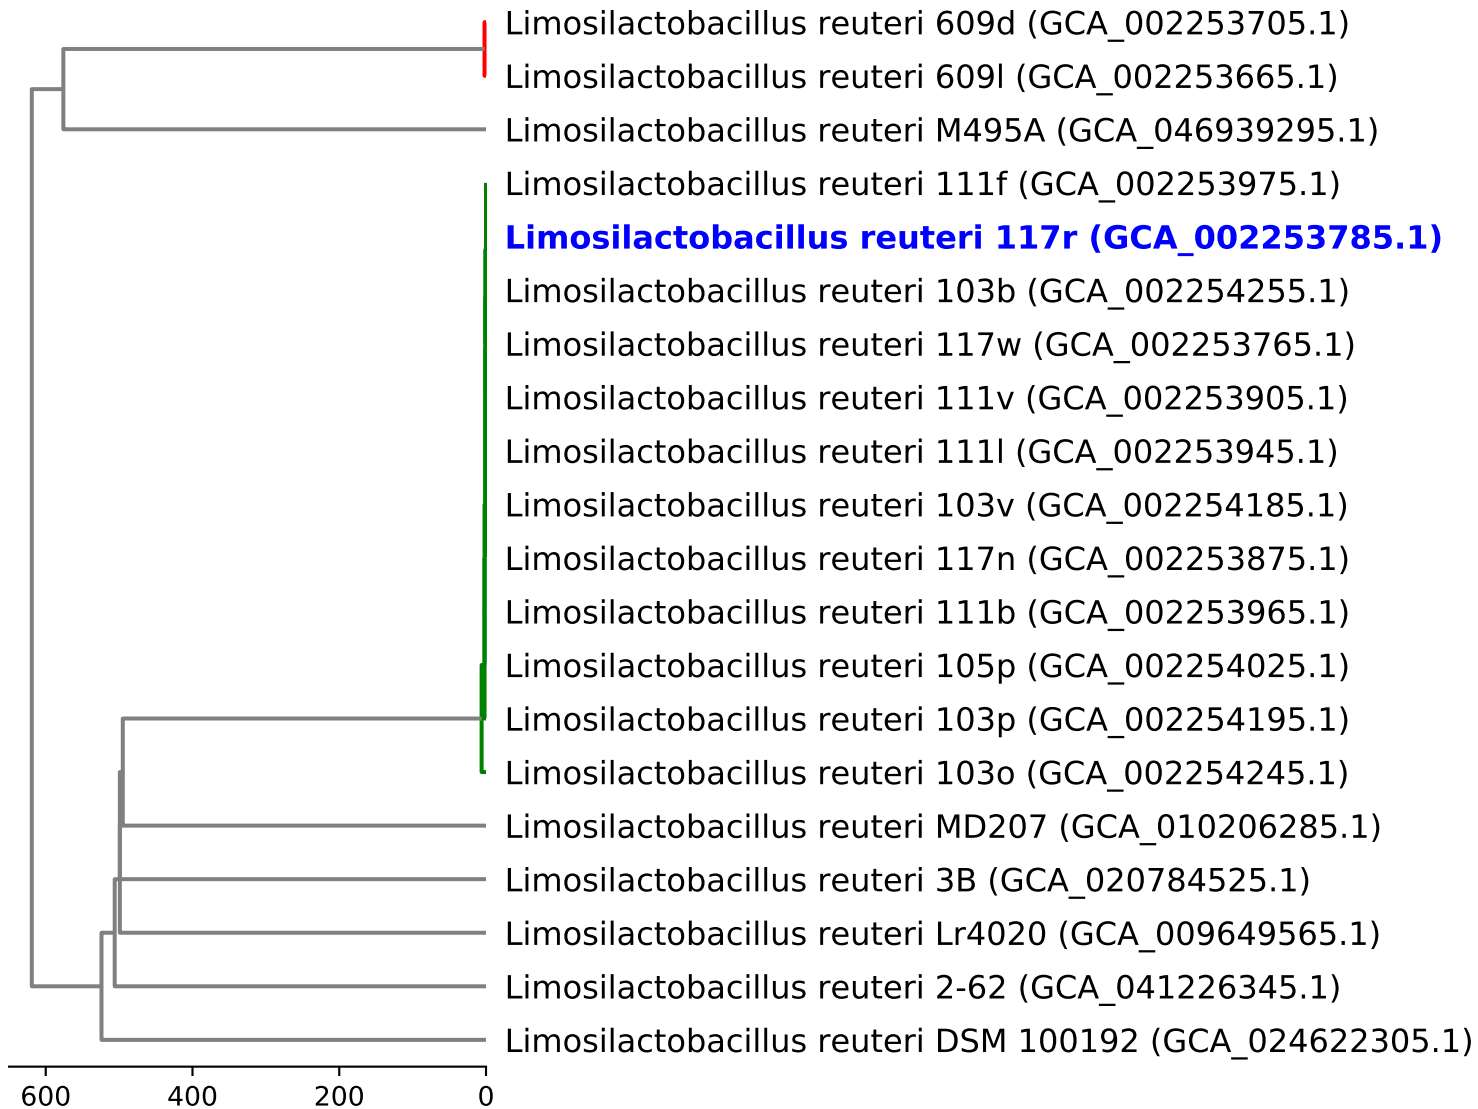 Limosilactobacillus reuteri 609d (GCA_002253705.1)
Limosilactobacillus reuteri 609l (GCA_002253665.1)
Limosilactobacillus reuteri M495A (GCA_046939295.1)
Limosilactobacillus reuteri 111f (GCA_002253975.1)
Limosilactobacillus reuteri 117r (GCA_002253785.1)
Limosilactobacillus reuteri 103b (GCA_002254255.1)
Limosilactobacillus reuteri 117w (GCA_002253765.1)
Limosilactobacillus reuteri 111v (GCA_002253905.1)
Limosilactobacillus reuteri 111l (GCA_002253945.1)
Limosilactobacillus reuteri 103v (GCA_002254185.1)
Limosilactobacillus reuteri 117n (GCA_002253875.1)
Limosilactobacillus reuteri 111b (GCA_002253965.1)
Limosilactobacillus reuteri 105p (GCA_002254025.1)
Limosilactobacillus reuteri 103p (GCA_002254195.1)
Limosilactobacillus reuteri 103o (GCA_002254245.1)
Limosilactobacillus reuteri MD207 (GCA_010206285.1)
Limosilactobacillus reuteri 3B (GCA_020784525.1)
Limosilactobacillus reuteri Lr4020 (GCA_009649565.1)
Limosilactobacillus reuteri 2-62 (GCA_041226345.1)
Limosilactobacillus reuteri DSM 100192 (GCA_024622305.1)
600 400 200 0